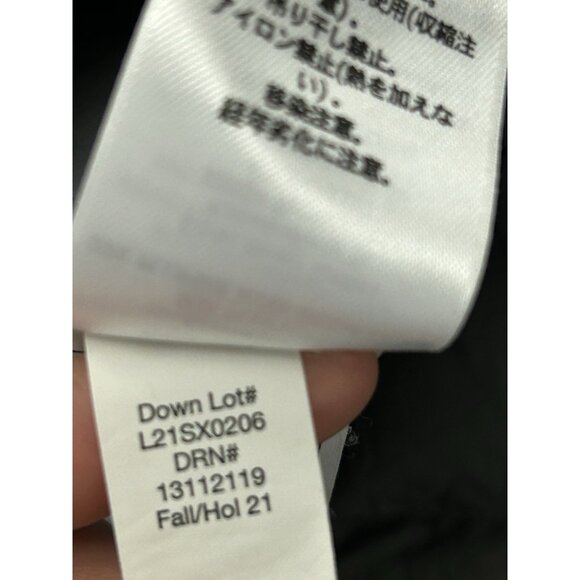 使用(収縮注
意).
吊り干し禁止.
アイロン禁止(熱を加えな
い).
移染注意.
経年劣化に注意.
Down Lot#
L21SX0206
DRN#
13112119
Fall/Hol 21